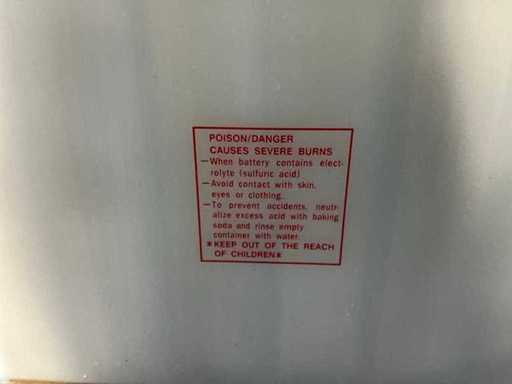 POISON/DANGER
CAUSES SEVERE BURNS
—When battery contains elect-
rolyte (sulfuric acid)
—Avoid contact with skin,
eyes or clothing.
—To prevent accidents, neutr-
alize excess acid with baking
soda and rinse empty
container with water.
*KEEP OUT OF THE REACH
OF CHILDREN*